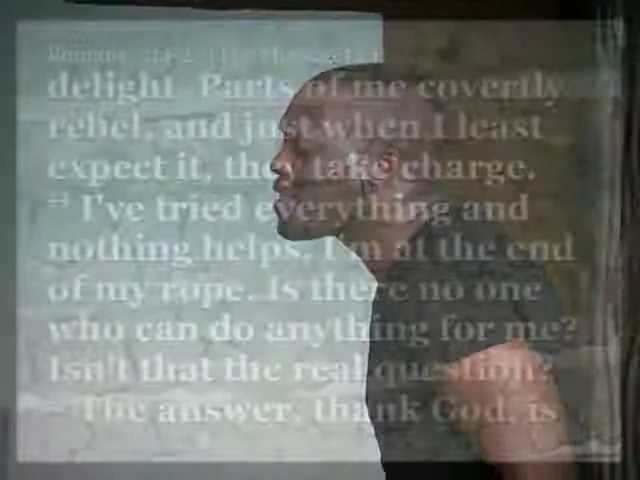 delight. Parts of me covertly
rebel, and just when I least
expect it, they take charge.
24 I've tried everything and
nothing helps. I'm at the end
of my rope. Is there no one
who can do anything for me?
Isn't that the real question?
The answer, thank God, is